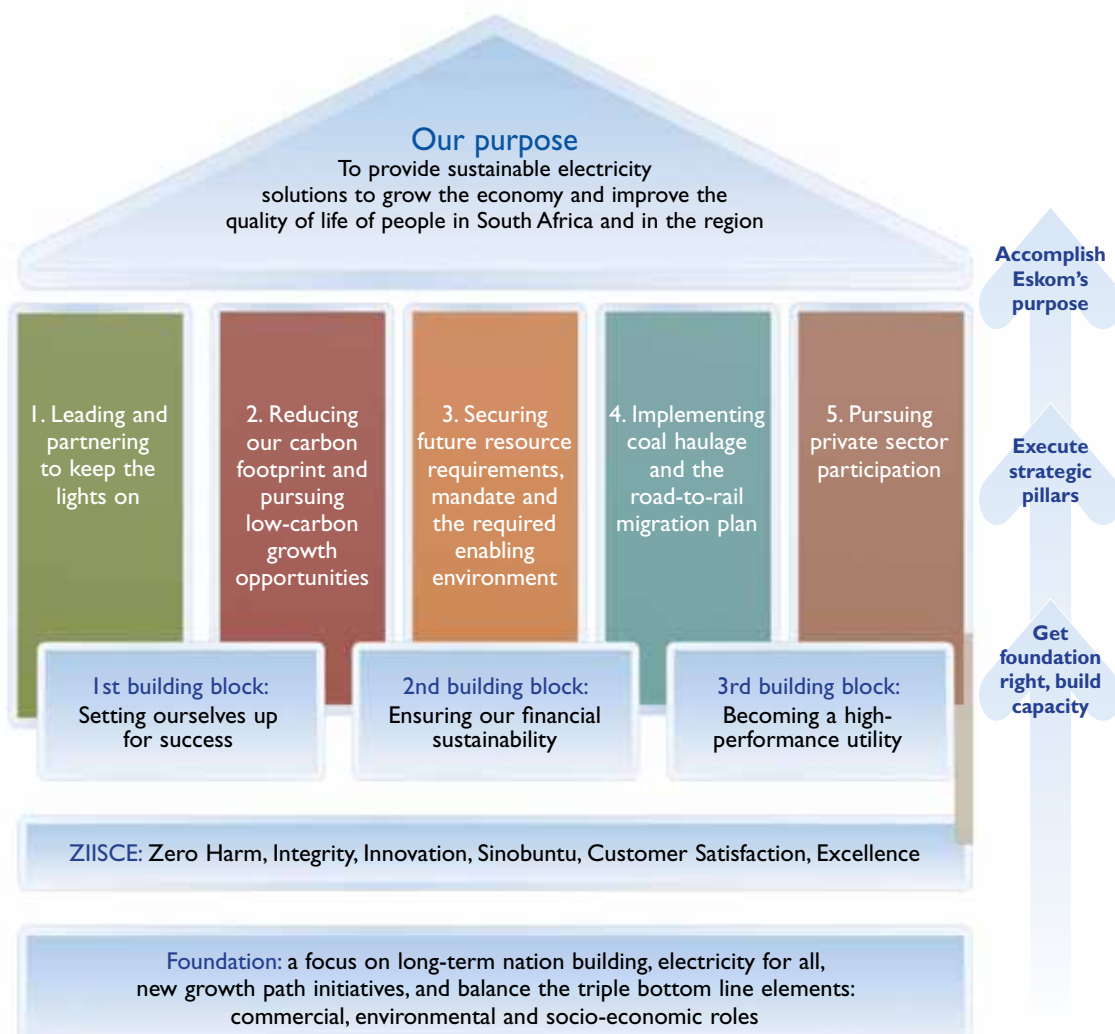 Our purpose
To provide sustainable electricity
solutions to grow the economy and improve the
quality of life of people in South Africa and in the region
Accomplish
Eskom's
purpose
1. Leading and
partnering
to keep the
lights on
2. Reducing
our carbon
footprint and
pursuing
low-carbon
growth
opportunities
3. Securing
future resource
requirements,
mandate and
the required
enabling
environment
4. Implementing
coal haulage
and the
road-to-rail
migration plan
5. Pursuing
private sector
participation
Execute
strategic
pillars
Get
foundation
right, build
capacity
1st building block:
Setting ourselves up
for success
2nd building block:
Ensuring our financial
sustainability
3rd building block:
Becoming a high-
performance utility
ZIISCE: Zero Harm, Integrity, Innovation, Sinobuntu, Customer Satisfaction, Excellence
Foundation: a focus on long-term nation building, electricity for all,
new growth path initiatives, and balance the triple bottom line elements:
commercial, environmental and socio-economic roles